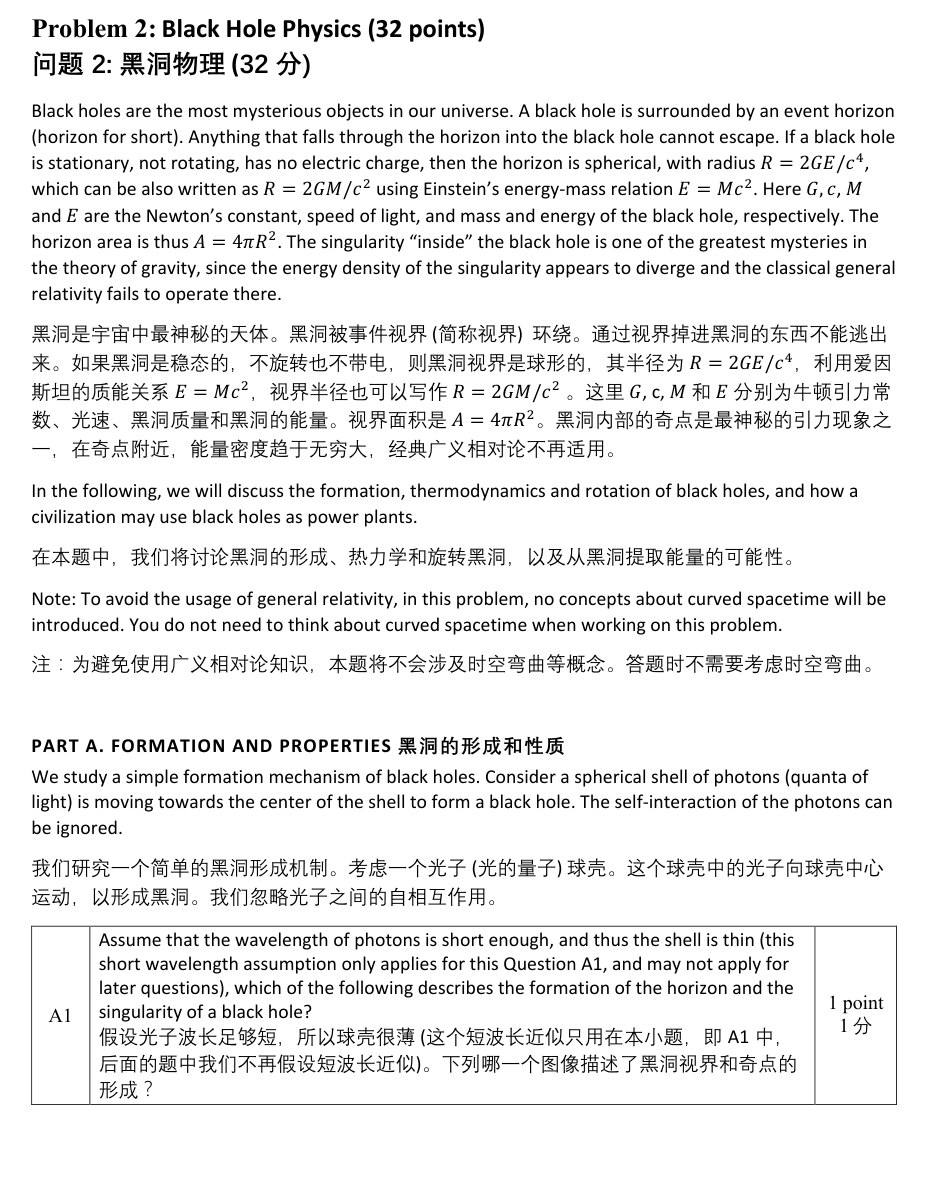 Problem 2: Black Hole Physics (32 points)
问题 2: 黑洞物理 (32 分)
Black holes are the most mysterious objects in our universe. A black hole is surrounded by an event horizon
(horizon for short). Anything that falls through the horizon into the black hole cannot escape. If a black hole
is stationary, not rotating, has no electric charge, then the horizon is spherical, with radius R = 2GE/c⁴,
which can be also written as R = 2GM/c² using Einstein’s energy-mass relation E = Mc². Here G, c, M
and E are the Newton’s constant, speed of light, and mass and energy of the black hole, respectively. The
horizon area is thus A = 4πR². The singularity “inside” the black hole is one of the greatest mysteries in
the theory of gravity, since the energy density of the singularity appears to diverge and the classical general
relativity fails to operate there.
黑洞是宇宙中最神秘的天体。黑洞被事件视界 (简称视界) 环绕。通过视界掉进黑洞的东西不能逃出
来。如果黑洞是稳态的，不旋转也不带电，则黑洞视界是球形的，其半径为 R = 2GE/c⁴，利用爱因
斯坦的质能关系 E = Mc²，视界半径也可以写作 R = 2GM/c² 。这里 G, c, M 和 E 分别为牛顿引力常
数、光速、黑洞质量和黑洞的能量。视界面积是 A = 4πR²。黑洞内部的奇点是最神秘的引力现象之
一，在奇点附近，能量密度趋于无穷大，经典广义相对论不再适用。
In the following, we will discuss the formation, thermodynamics and rotation of black holes, and how a
civilization may use black holes as power plants.
在本题中，我们将讨论黑洞的形成、热力学和旋转黑洞，以及从黑洞提取能量的可能性。
Note: To avoid the usage of general relativity, in this problem, no concepts about curved spacetime will be
introduced. You do not need to think about curved spacetime when working on this problem.
注：为避免使用广义相对论知识，本题将不会涉及时空弯曲等概念。答题时不需要考虑时空弯曲。
PART A. FORMATION AND PROPERTIES 黑洞的形成和性质
We study a simple formation mechanism of black holes. Consider a spherical shell of photons (quanta of
light) is moving towards the center of the shell to form a black hole. The self-interaction of the photons can
be ignored.
我们研究一个简单的黑洞形成机制。考虑一个光子 (光的量子) 球壳。这个球壳中的光子向球壳中心
运动，以形成黑洞。我们忽略光子之间的自相互作用。
A1
Assume that the wavelength of photons is short enough, and thus the shell is thin (this
short wavelength assumption only applies for this Question A1, and may not apply for
later questions), which of the following describes the formation of the horizon and the
singularity of a black hole?
假设光子波长足够短，所以球壳很薄 (这个短波长近似只用在本小题，即 A1 中，
后面的题中我们不再假设短波长近似)。下列哪一个图像描述了黑洞视界和奇点的
形成？
1 point
1 分